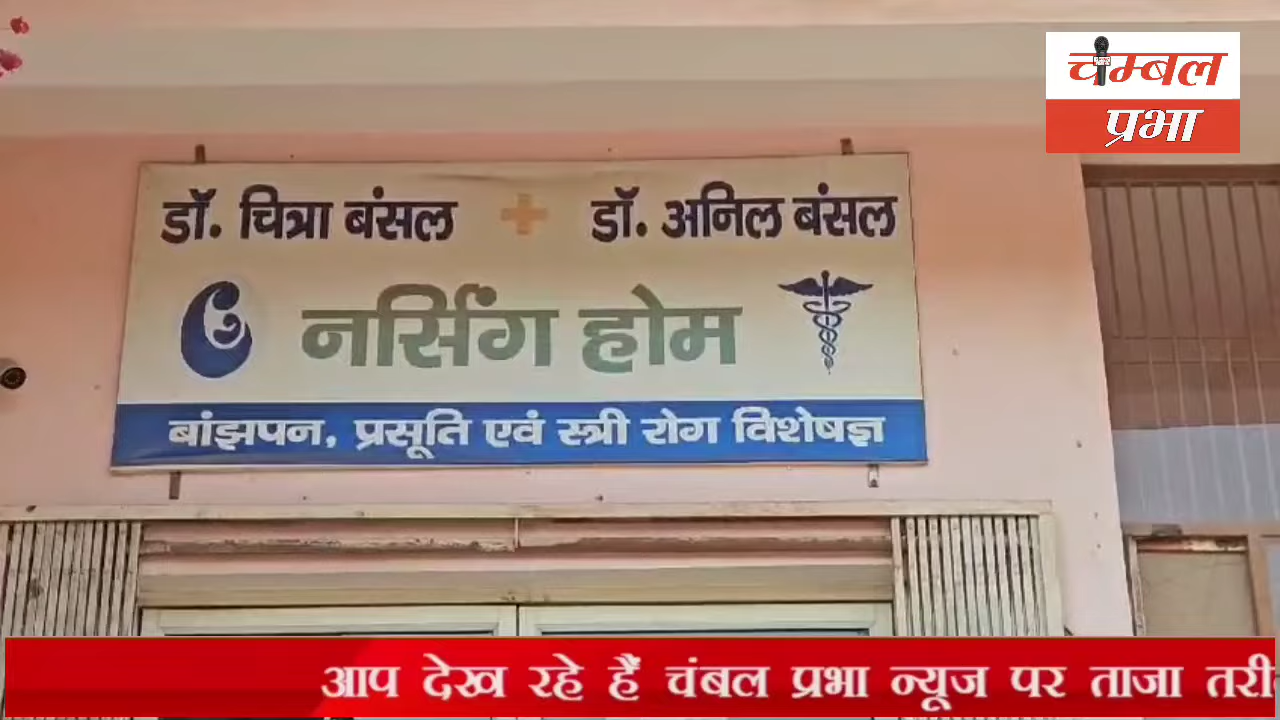 चम्बल
प्रभा
डॉ. चित्रा बंसल + डॉ. अनिल बंसल
नर्सिंग होम
बांझपन, प्रसूति एवं स्त्री रोग विशेषज्ञ
आप देख रहे हैं चंबल प्रभा न्यूज पर ताजा